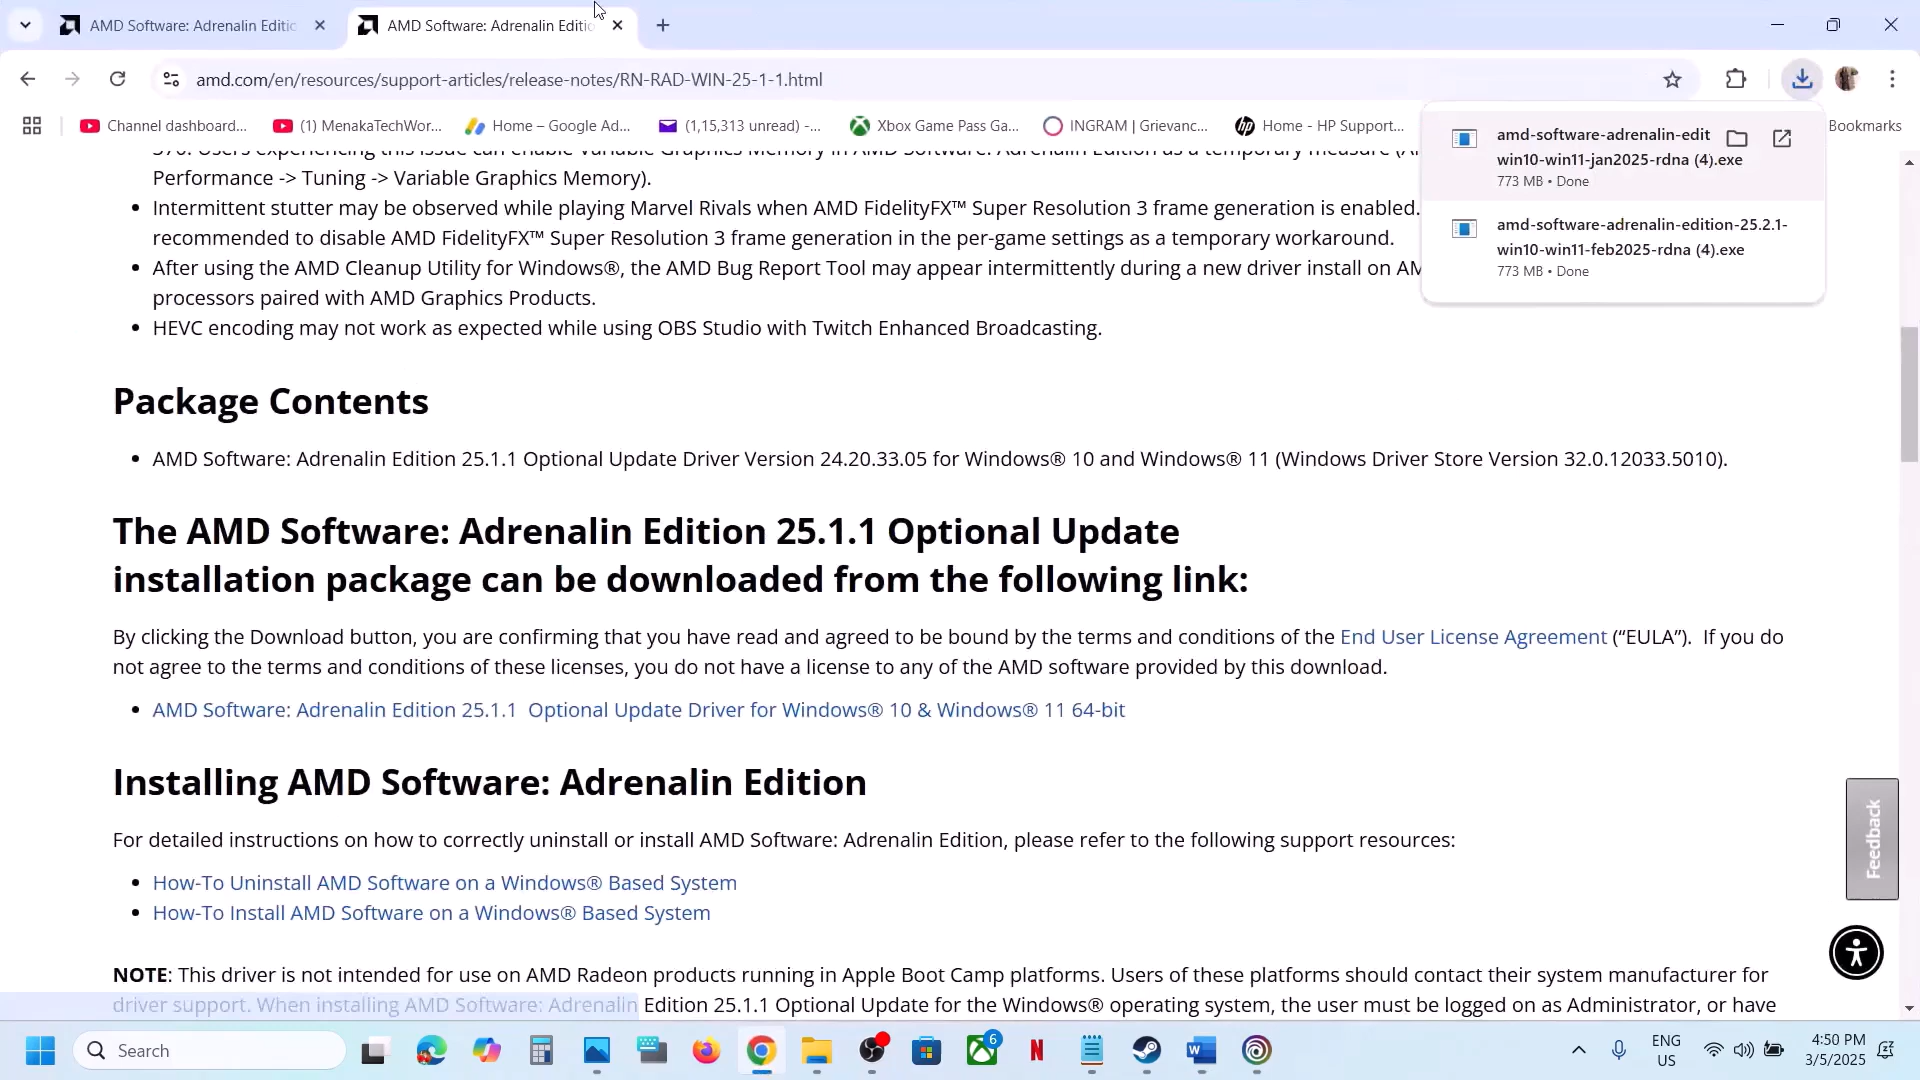 AMD Software: Adrenalin Editic
AMD Software: Adrenalin Editio
amd.com/en/resources/support-articles/release-notes/RN-RAD-WIN-25-1-1.html
Channel dashboard...
(1) MenakaTechWor...
Home – Google Ad...
(1,15,313 unread) -...
Xbox Game Pass Ga...
INGRAM | Grievanc...
Home - HP Support...
Bookmarks
amd-software-adrenalin-edit
win10-win11-jan2025-rdna (4).exe
773 MB • Done
amd-software-adrenalin-edition-25.2.1-
win10-win11-feb2025-rdna (4).exe
773 MB • Done
Performance -> Tuning -> Variable Graphics Memory).
• Intermittent stutter may be observed while playing Marvel Rivals when AMD FidelityFX™ Super Resolution 3 frame generation is enabled.
recommended to disable AMD FidelityFX™ Super Resolution 3 frame generation in the per-game settings as a temporary workaround.
• After using the AMD Cleanup Utility for Windows®, the AMD Bug Report Tool may appear intermittently during a new driver install on AM
processors paired with AMD Graphics Products.
• HEVC encoding may not work as expected while using OBS Studio with Twitch Enhanced Broadcasting.
Package Contents
• AMD Software: Adrenalin Edition 25.1.1 Optional Update Driver Version 24.20.33.05 for Windows® 10 and Windows® 11 (Windows Driver Store Version 32.0.12033.5010).
The AMD Software: Adrenalin Edition 25.1.1 Optional Update
installation package can be downloaded from the following link:
By clicking the Download button, you are confirming that you have read and agreed to be bound by the terms and conditions of the End User License Agreement (“EULA”).  If you do
not agree to the terms and conditions of these licenses, you do not have a license to any of the AMD software provided by this download.
• AMD Software: Adrenalin Edition 25.1.1  Optional Update Driver for Windows® 10 & Windows® 11 64-bit
Installing AMD Software: Adrenalin Edition
For detailed instructions on how to correctly uninstall or install AMD Software: Adrenalin Edition, please refer to the following support resources:
• How-To Uninstall AMD Software on a Windows® Based System
• How-To Install AMD Software on a Windows® Based System
NOTE: This driver is not intended for use on AMD Radeon products running in Apple Boot Camp platforms. Users of these platforms should contact their system manufacturer for
driver support. When installing AMD Software: Adrenalin Edition 25.1.1 Optional Update for the Windows® operating system, the user must be logged on as Administrator, or have
Feedback
Search
6
ENG
US
4:50 PM
3/5/2025